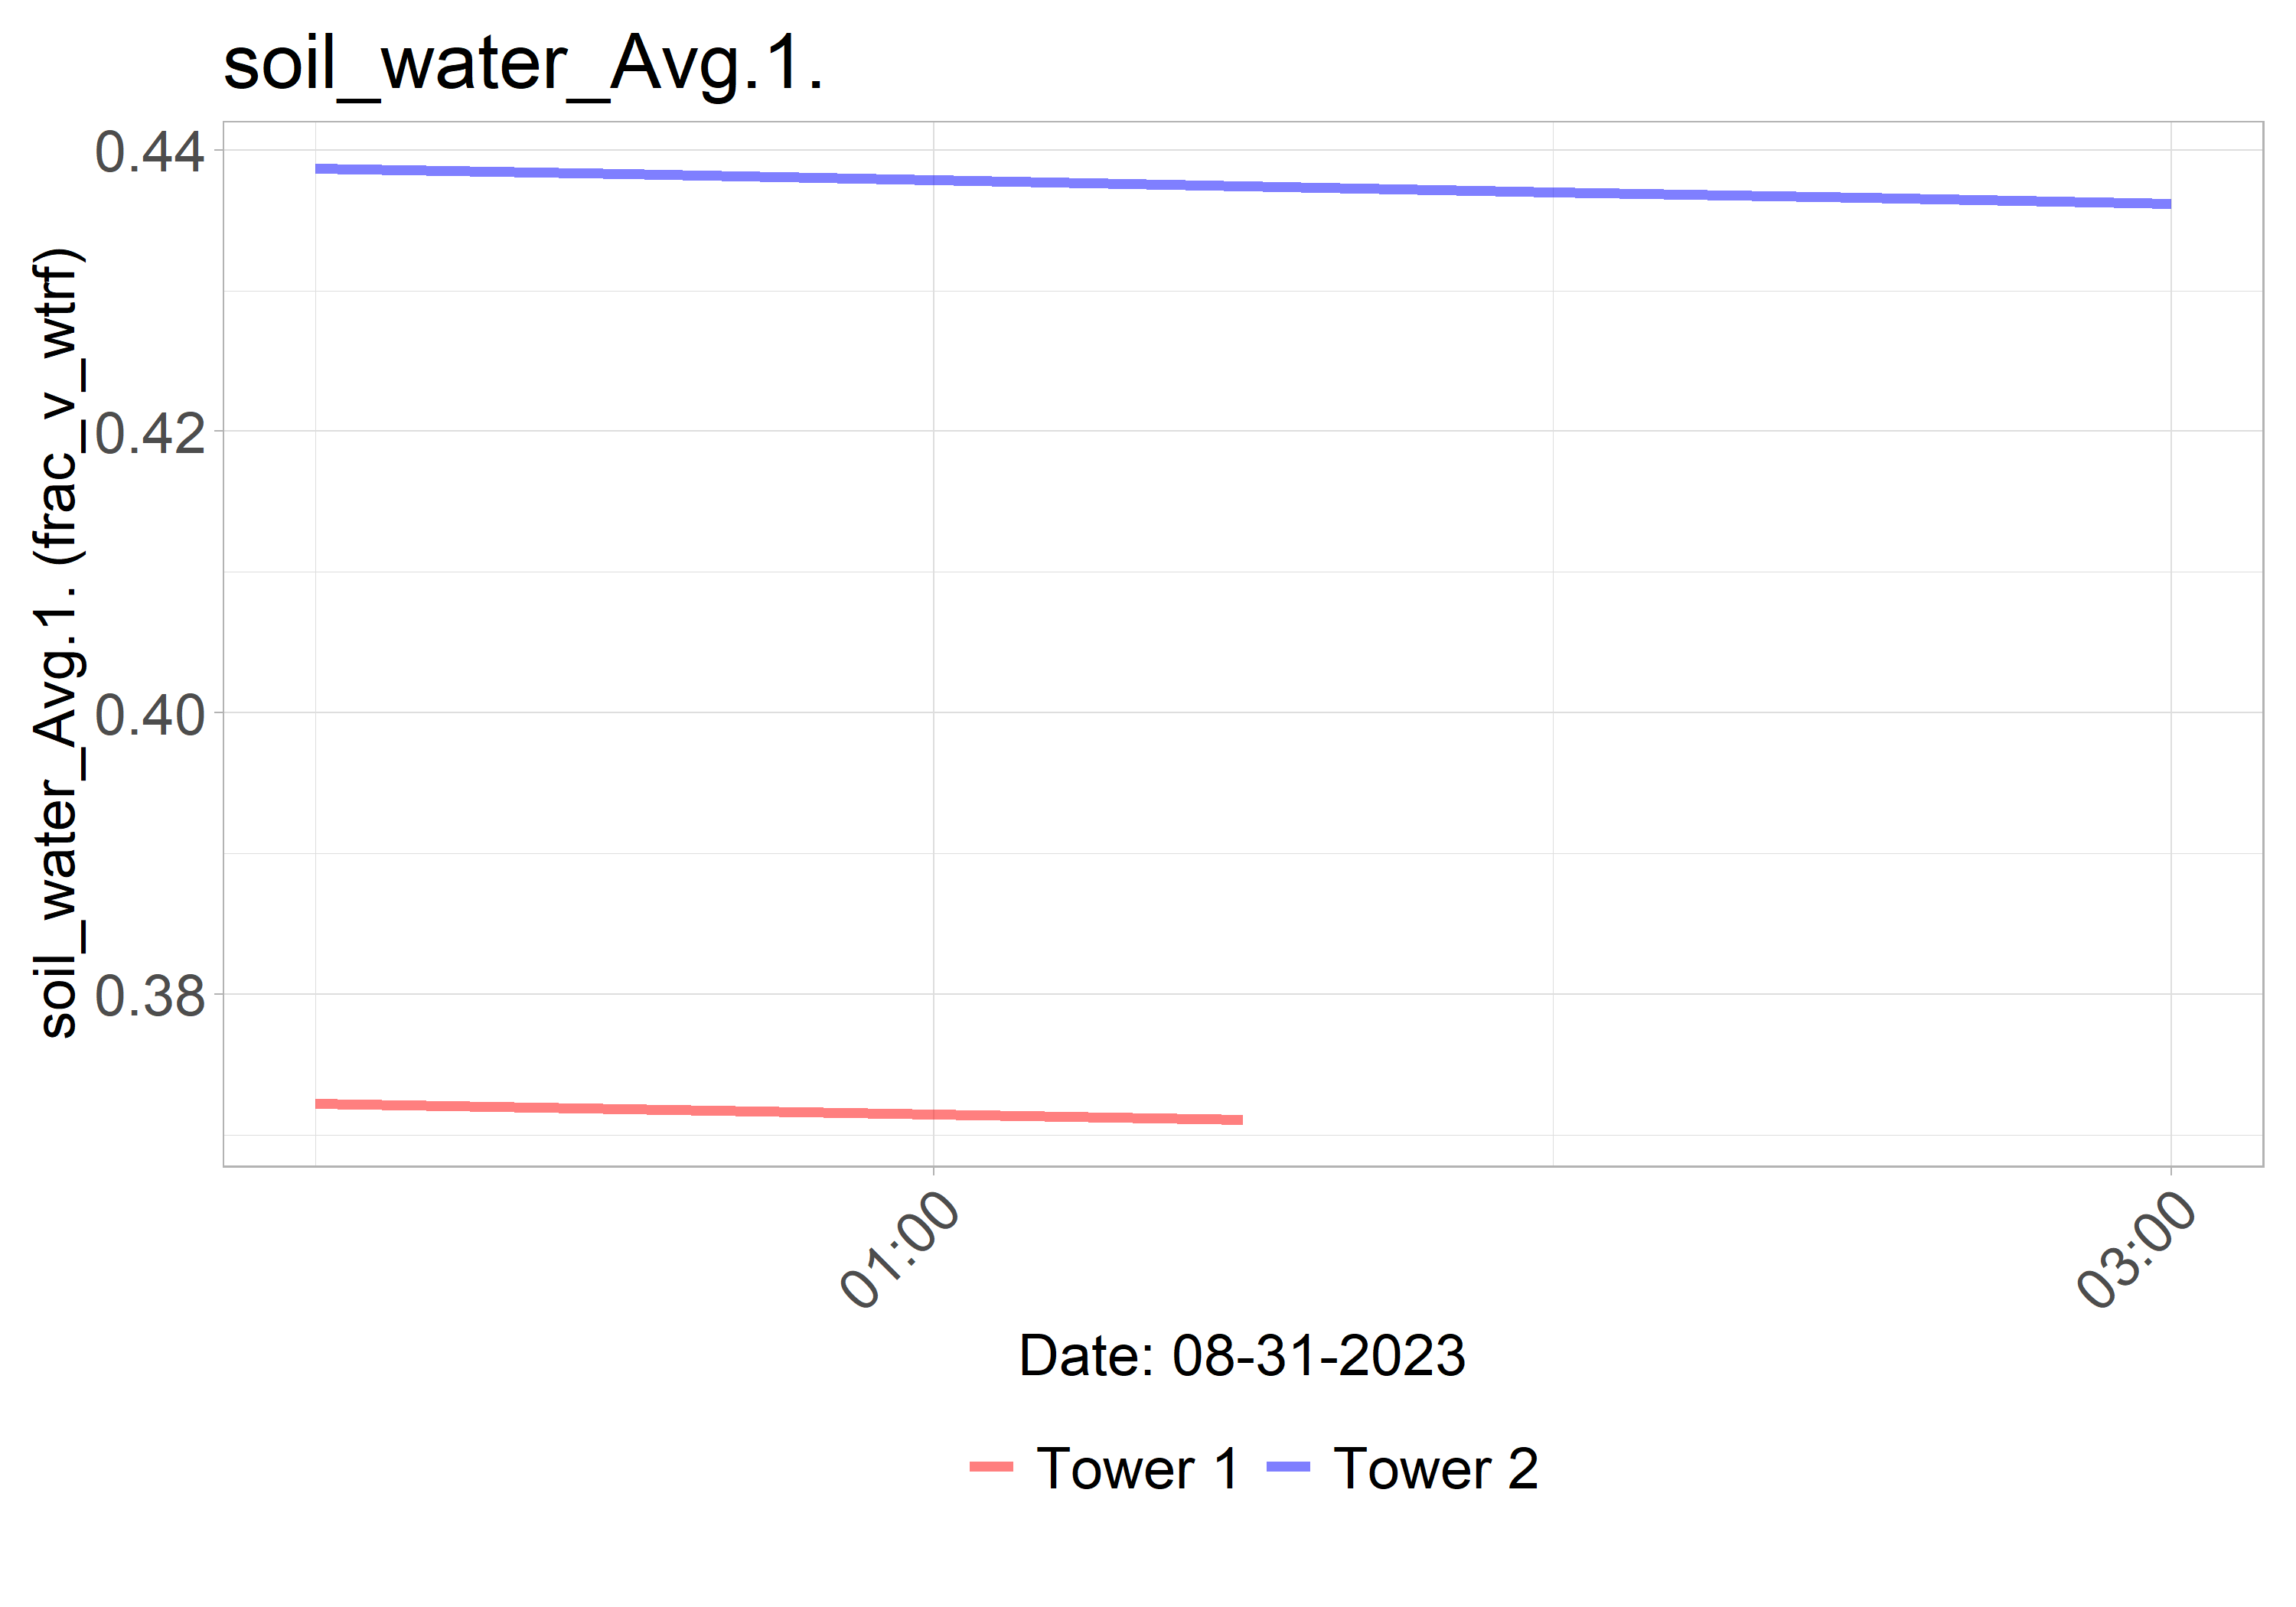 soil_water_Avg.1.
soil_water_Avg.1. (frac_v_wtrf)
0.44
0.42
0.40
0.38
01:00
03:00
Date: 08-31-2023
Tower 1 Tower 2